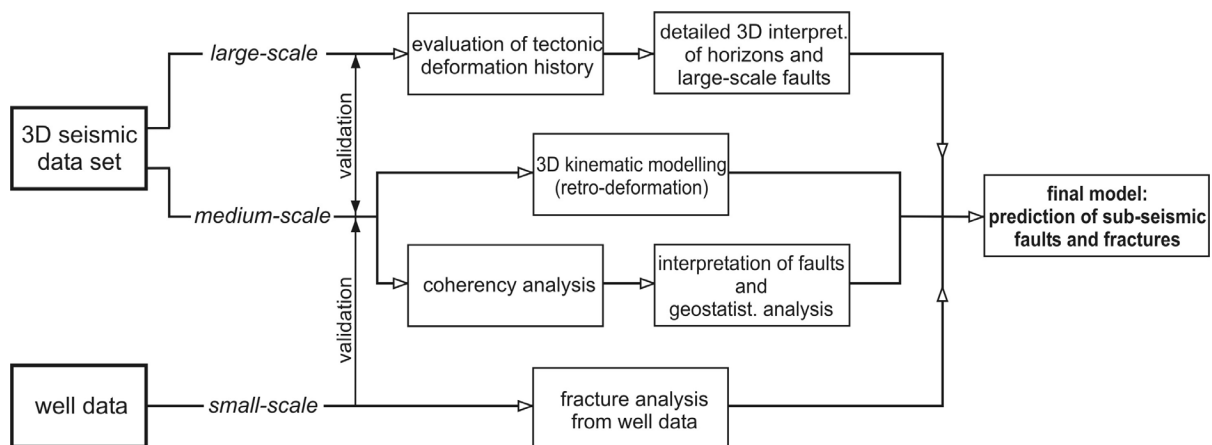 large-scale
evaluation of tectonic
deformation history
detailed 3D interpret.
of horizons and
large-scale faults
3D seismic
data set
validation
medium-scale
3D kinematic modelling
(retro-deformation)
final model:
prediction of sub-seismic
faults and fractures
coherency analysis
interpretation of faults
and
geostatist. analysis
validation
well data
small-scale
fracture analysis
from well data